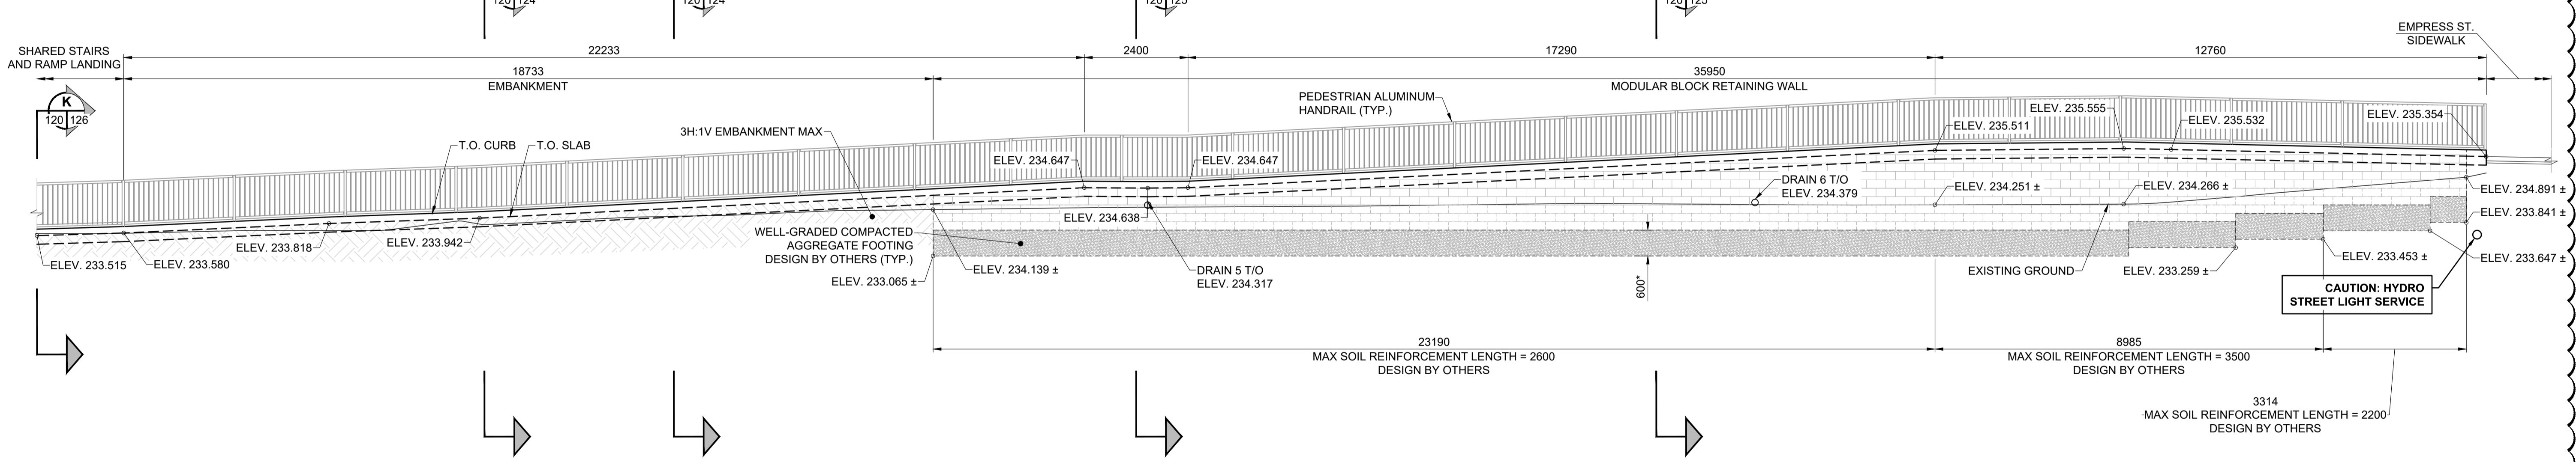 120 124
120 124
120 125
120 125
EMPRESS ST.
SIDEWALK
SHARED STAIRS
AND RAMP LANDING
22233
2400
17290
12760
18733
EMBANKMENT
35950
MODULAR BLOCK RETAINING WALL
K
120 126
PEDESTRIAN ALUMINUM
HANDRAIL (TYP.)
3H:1V EMBANKMENT MAX
T.O. CURB
T.O. SLAB
ELEV. 234.647
ELEV. 234.647
ELEV. 235.511
ELEV. 235.555
ELEV. 235.532
ELEV. 235.354
DRAIN 6 T/O
ELEV. 234.379
ELEV. 234.251 ±
ELEV. 234.266 ±
ELEV. 234.891 ±
ELEV. 233.841 ±
ELEV. 233.647 ±
ELEV. 234.638
ELEV. 233.942
ELEV. 233.818
ELEV. 233.580
ELEV. 233.515
WELL-GRADED COMPACTED
AGGREGATE FOOTING
DESIGN BY OTHERS (TYP.)
ELEV. 233.065 ±
ELEV. 234.139 ±
DRAIN 5 T/O
ELEV. 234.317
600*
EXISTING GROUND
ELEV. 233.259 ±
ELEV. 233.453 ±
CAUTION: HYDRO
STREET LIGHT SERVICE
23190
MAX SOIL REINFORCEMENT LENGTH = 2600
DESIGN BY OTHERS
8985
MAX SOIL REINFORCEMENT LENGTH = 3500
DESIGN BY OTHERS
3314
MAX SOIL REINFORCEMENT LENGTH = 2200
DESIGN BY OTHERS